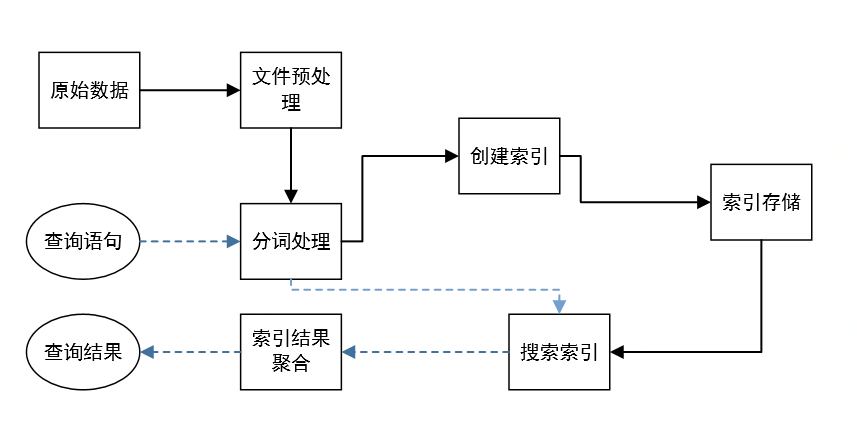 原始数据
文件预处
理
创建索引
索引存储
查询语句
分词处理
查询结果
索引结果
聚合
搜索索引